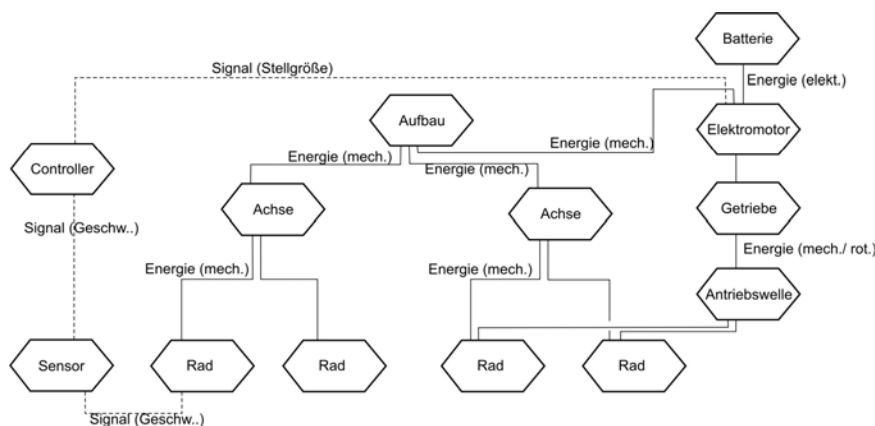 Batterie
Signal (Stellgröße)
Energie (elekt.)
Aufbau
Elektromotor
Energie (mech.)
Energie (mech.)
Controller
Energie (mech.)
Achse
Achse
Getriebe
Signal (Geschw..)
Energie (mech./ rot.)
Energie (mech.)
Energie (mech.)
Antriebswelle
Sensor
Rad
Rad
Rad
Rad
Signal (Geschw..)